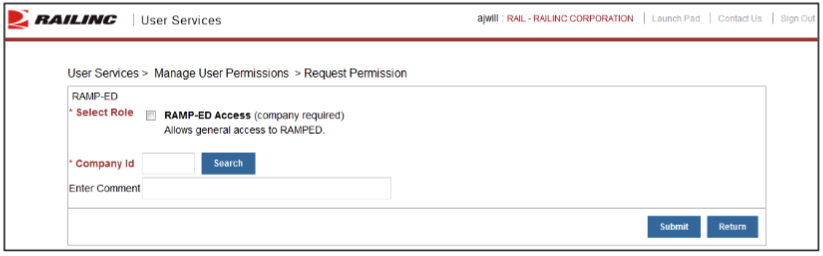 RAILINC | User Services ajwill : RAIL - RAILINC CORPORATION | Launch Pad | Contact Us | Sign Out
User Services > Manage User Permissions > Request Permission
RAMP-ED
* Select Role RAMP-ED Access (company required)
Allows general access to RAMPED.
* Company Id Search
Enter Comment
Submit Return